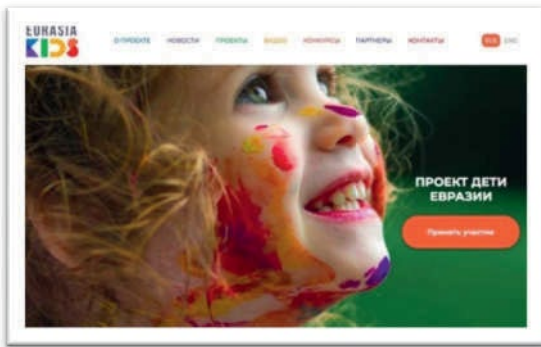 EURASIA
KIDS
О ПРОЕКТЕ НОВОСТИ ПРОЕКТЫ ВИДЕО КОНКУРСЫ ПАРТНЕРЫ КОНТАКТЫ RUS ENG
ПРОЕКТ ДЕТИ
ЕВРАЗИИ
Принять участие